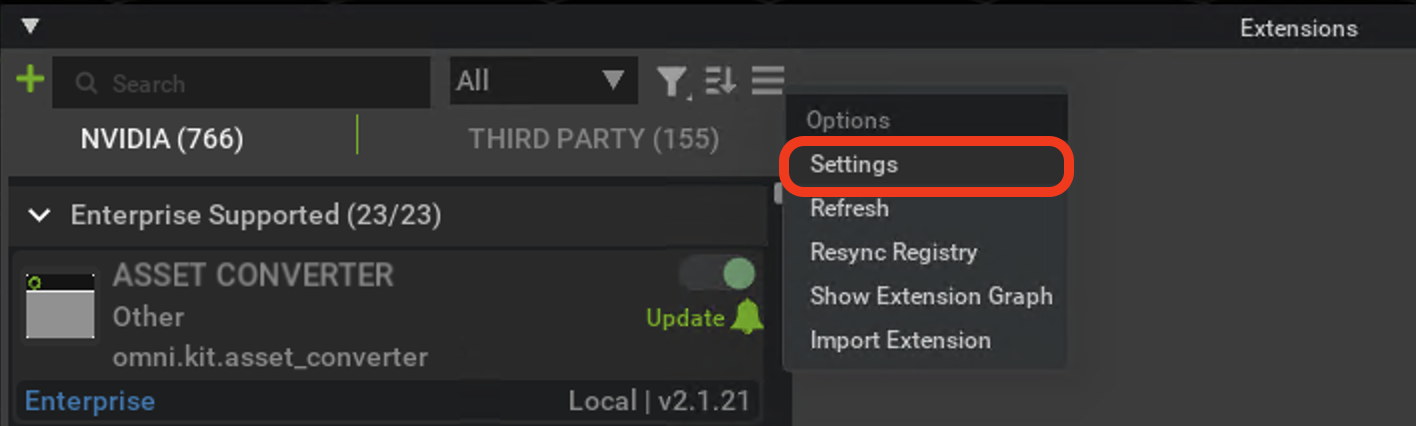 Extensions
Search
All
NVIDIA (766)
THIRD PARTY (155)
Options
Settings
Refresh
Resync Registry
Show Extension Graph
Import Extension
Enterprise Supported (23/23)
ASSET CONVERTER
Other
Update
omni.kit.asset_converter
Enterprise
Local | v2.1.21